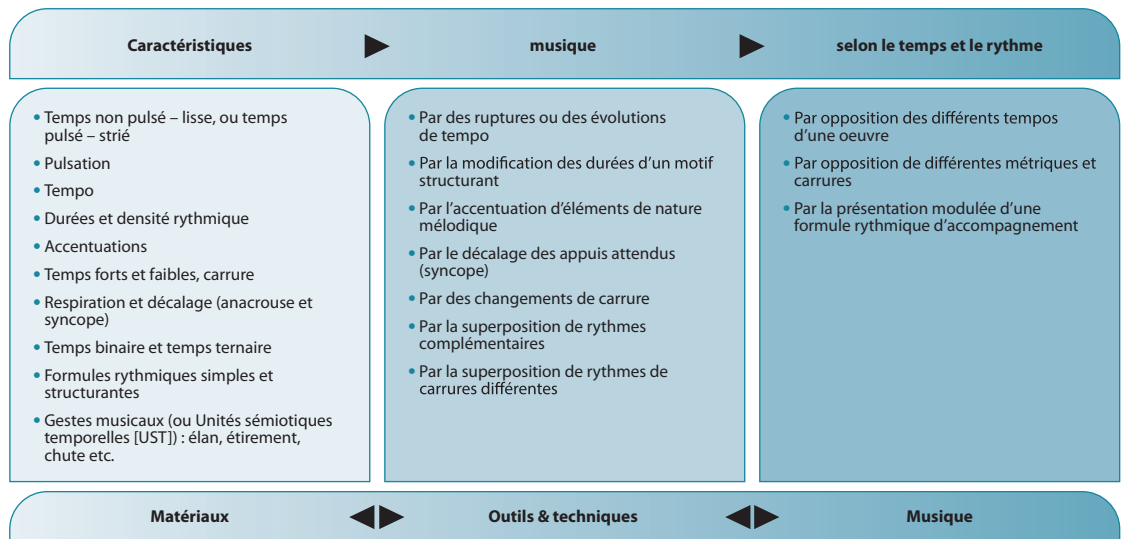 Caractéristiques ▶ musique ▶ selon le temps et le rythme
• Temps non pulsé – lisse, ou temps
pulsé – strié
• Pulsation
• Tempo
• Durées et densité rythmique
• Accentuations
• Temps forts et faibles, carrure
• Respiration et décalage (anacrouse et
syncope)
• Temps binaire et temps ternaire
• Formules rythmiques simples et
structurantes
• Gestes musicaux (ou Unités sémiotiques
temporelles [UST]) : élan, étirement,
chute etc.
• Par des ruptures ou des évolutions
de tempo
• Par la modification des durées d’un motif
structurant
• Par l’accentuation d’éléments de nature
mélodique
• Par le décalage des appuis attendus
(syncope)
• Par des changements de carrure
• Par la superposition de rythmes
complémentaires
• Par la superposition de rythmes de
carrures différentes
• Par opposition des différents tempos
d’une oeuvre
• Par opposition de différentes métriques et
carrures
• Par la présentation modulée d’une
formule rythmique d’accompagnement
Matériaux ◀▶ Outils & techniques ◀▶ Musique